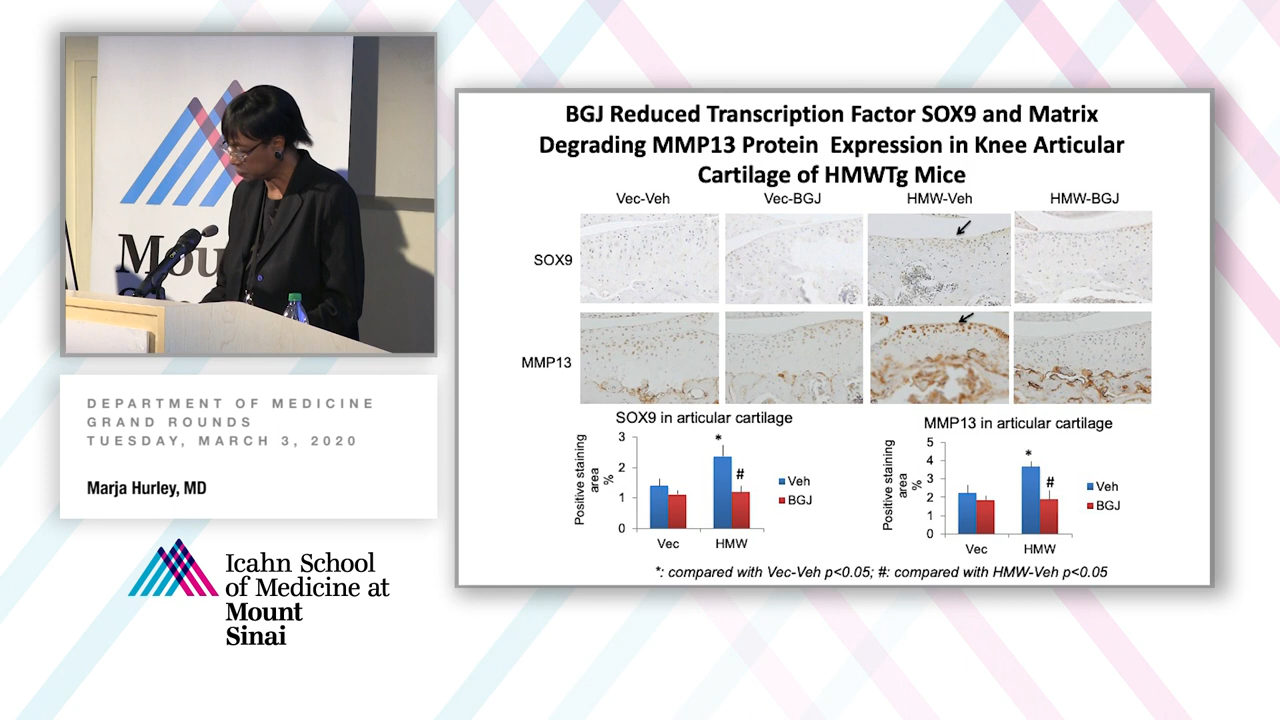 Mou
DEPARTMENT OF MEDICINE
GRAND ROUNDS
TUESDAY, MARCH 3, 2020
Marja Hurley, MD
Icahn School
of Medicine at
Mount
Sinai
BGJ Reduced Transcription Factor SOX9 and Matrix
Degrading MMP13 Protein Expression in Knee Articular
Cartilage of HMWTg Mice
Vec-Veh Vec-BGJ HMW-Veh HMW-BGJ
SOX9
MMP13
SOX9 in articular cartilage
Positive staining
area
%
3
2
1
0
*
#
Vec HMW
Veh
BGJ
MMP13 in articular cartilage
Positive staining
area
%
5
4
3
2
1
0
*
#
Vec HMW
Veh
BGJ
*: compared with Vec-Veh p<0.05; #: compared with HMW-Veh p<0.05